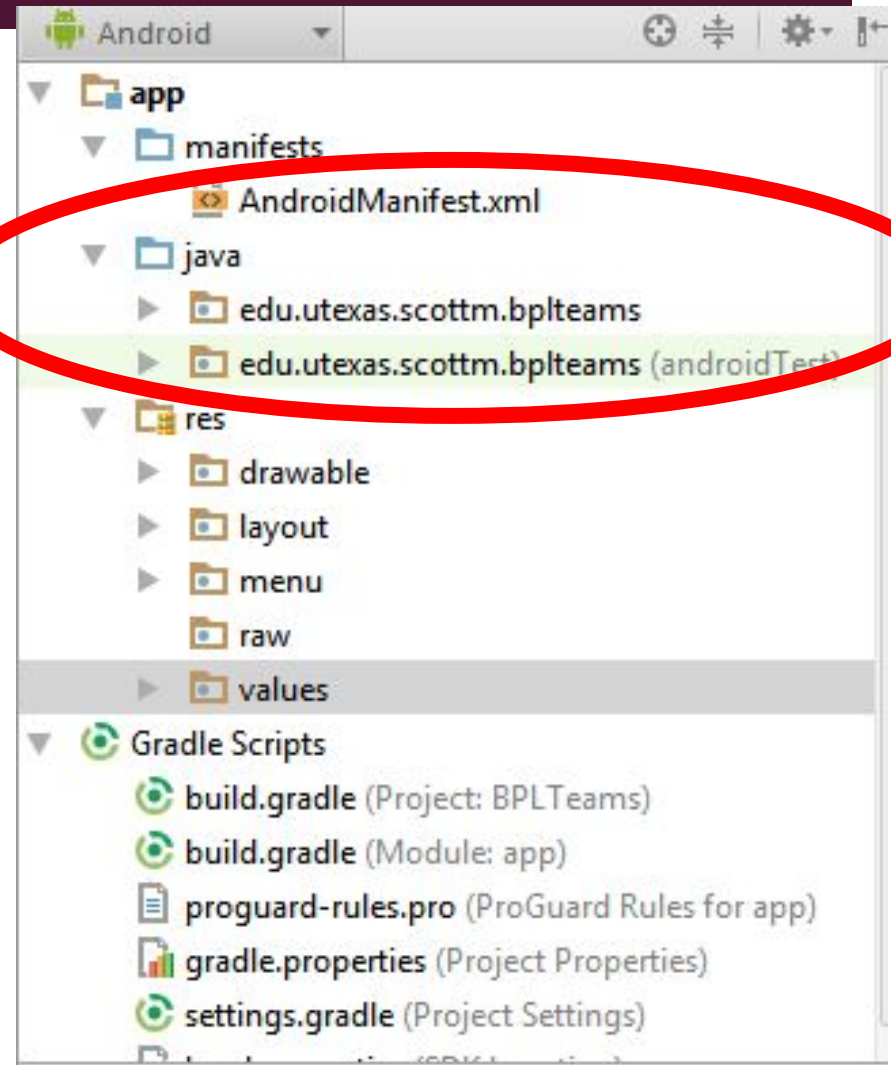 Android
app
manifests
AndroidManifest.xml
java
edu.utexas.scottm.bplteams
edu.utexas.scottm.bplteams (androidTest)
res
drawable
layout
menu
raw
values
Gradle Scripts
build.gradle (Project: BPLTeams)
build.gradle (Module: app)
proguard-rules.pro (ProGuard Rules for app)
gradle.properties (Project Properties)
settings.gradle (Project Settings)